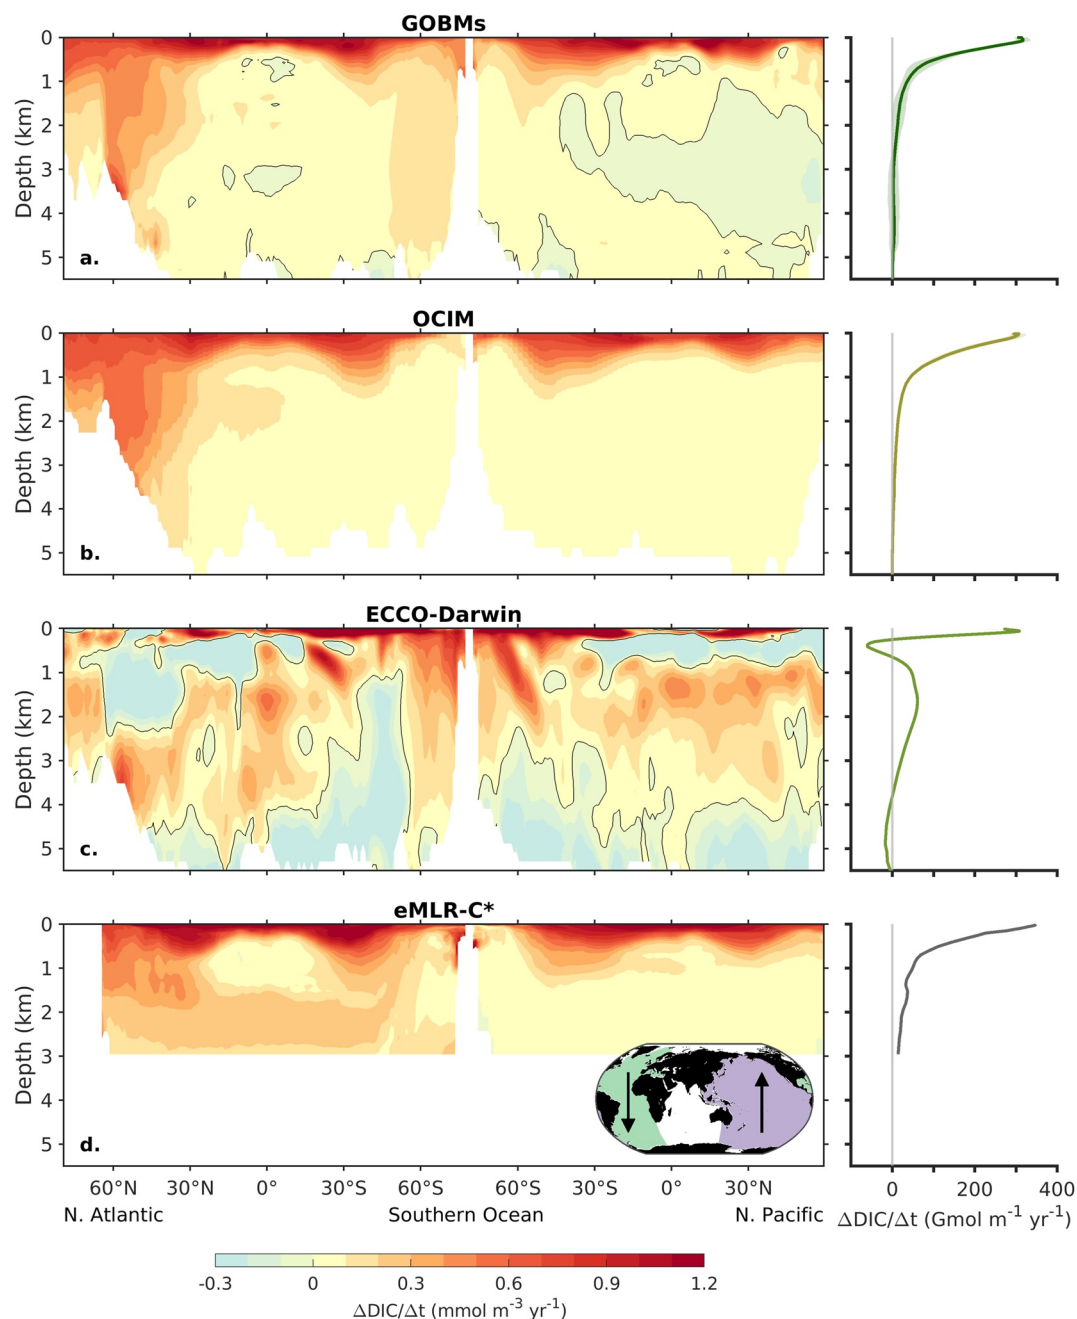 GOBMs
0
1
2
3
4
5
Depth (km)
a.
OCIM
0
1
2
3
4
5
Depth (km)
b.
ECCO-Darwin
0
1
2
3
4
5
Depth (km)
c.
eMLR-C*
0
1
2
3
4
5
Depth (km)
d.
60°N 30°N 0° 30°S 60°S 60°S 30°S 0° 30°N
0 200 400
N. Atlantic Southern Ocean N. Pacific
ΔDIC/Δt (Gmol m⁻¹ yr⁻¹)
-0.3 0 0.3 0.6 0.9 1.2
ΔDIC/Δt (mmol m⁻³ yr⁻¹)